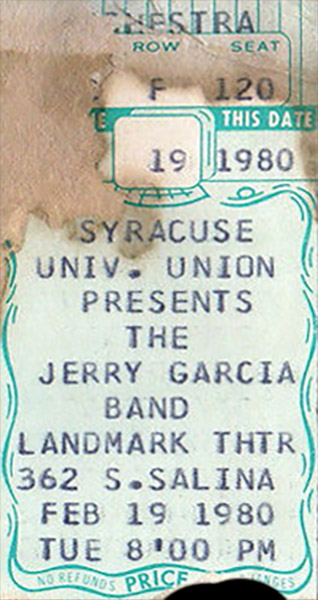 ROW SEAT
F 120
THIS DATE
19 1980
SYRACUSE
UNIV. UNION
PRESENTS
THE
JERRY GARCIA
BAND
LANDMARK THTR
362 S.SALINA
FEB 19 1980
TUE 8'00 PM
NO REFUNDS PRICE